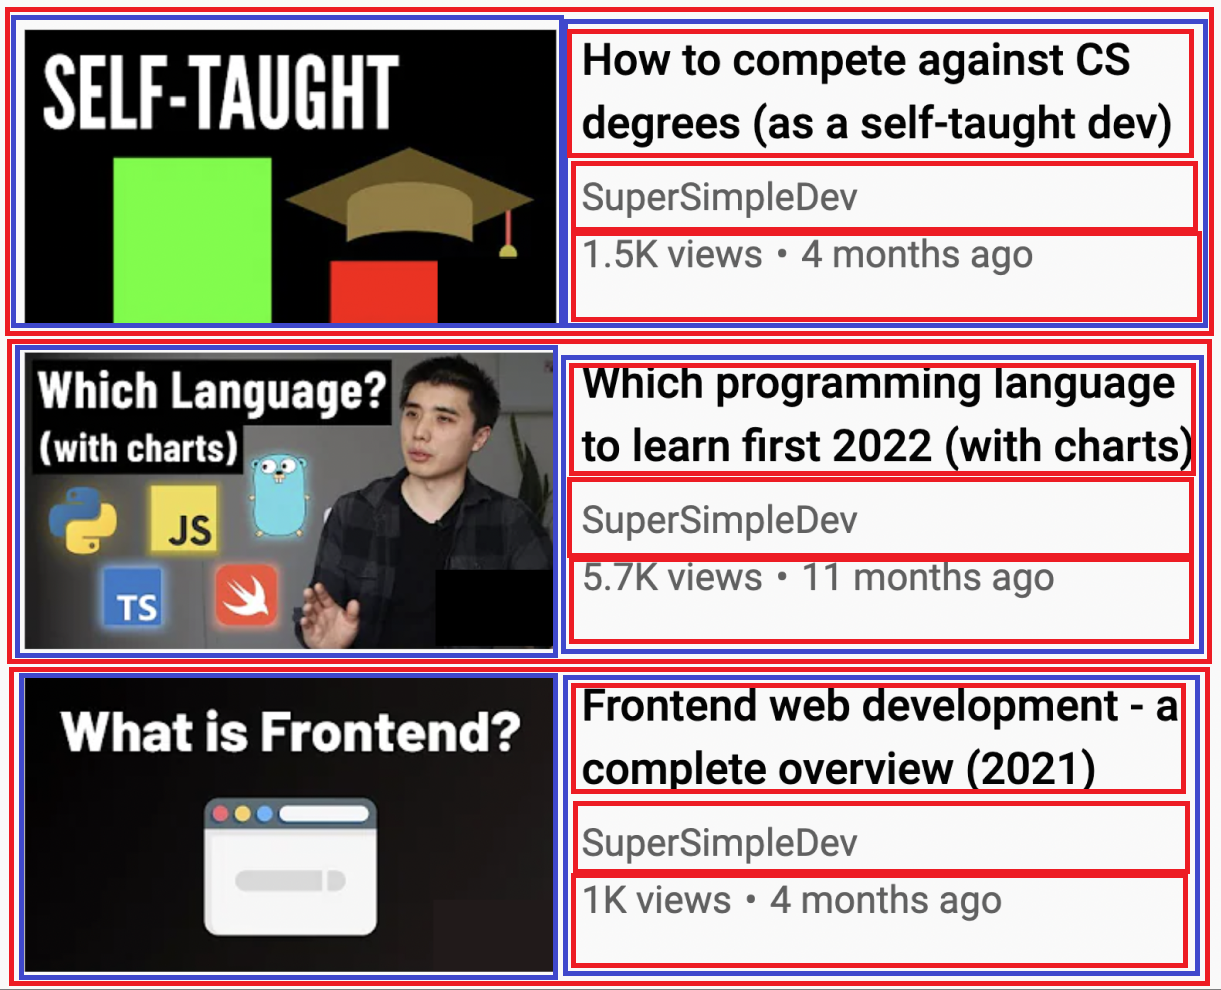 SELF-TAUGHT
How to compete against CS
degrees (as a self-taught dev)
SuperSimpleDev
1.5K views • 4 months ago
Which Language?
(with charts)
JS
TS
Which programming language
to learn first 2022 (with charts)
SuperSimpleDev
5.7K views • 11 months ago
What is Frontend?
Frontend web development - a
complete overview (2021)
SuperSimpleDev
1K views • 4 months ago